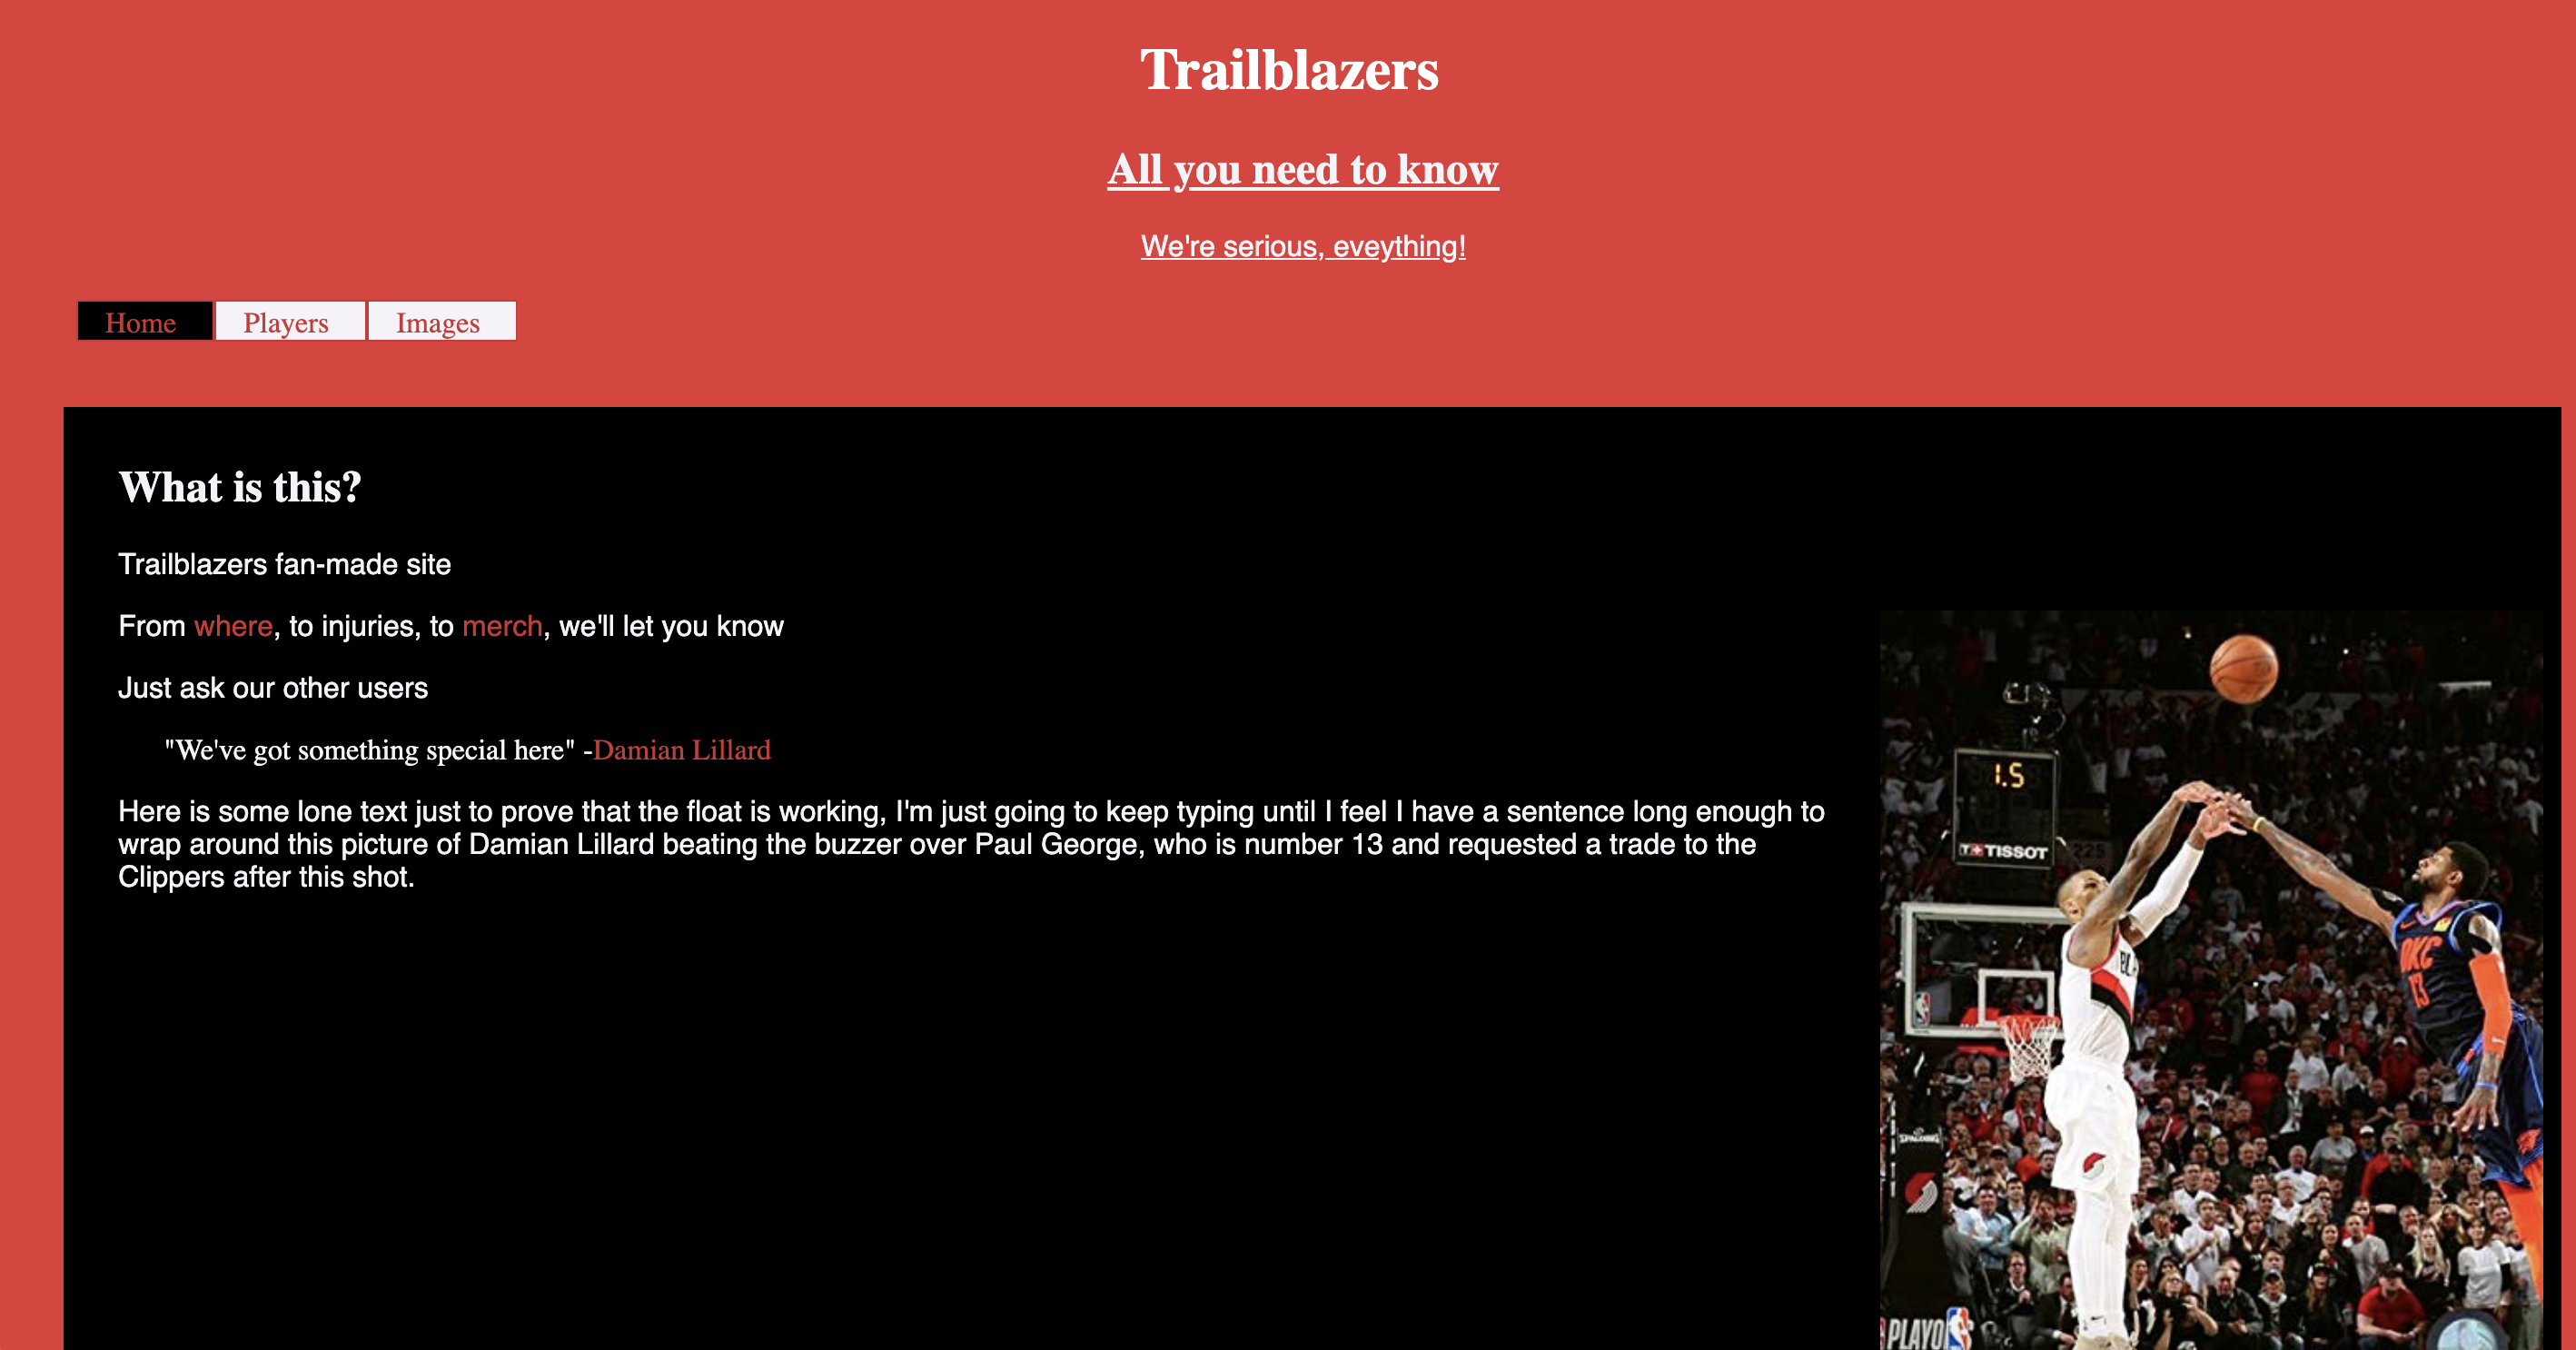 Trailblazers
All you need to know
We're serious, eveything!
Home Players Images
What is this?
Trailblazers fan-made site
From where, to injuries, to merch, we'll let you know
Just ask our other users
"We've got something special here" -Damian Lillard
Here is some lone text just to prove that the float is working, I'm just going to keep typing until I feel I have a sentence long enough to
wrap around this picture of Damian Lillard beating the buzzer over Paul George, who is number 13 and requested a trade to the
Clippers after this shot.
1.5
TISSOT
225
BL
OKC
13
SPALDING
PLAYO